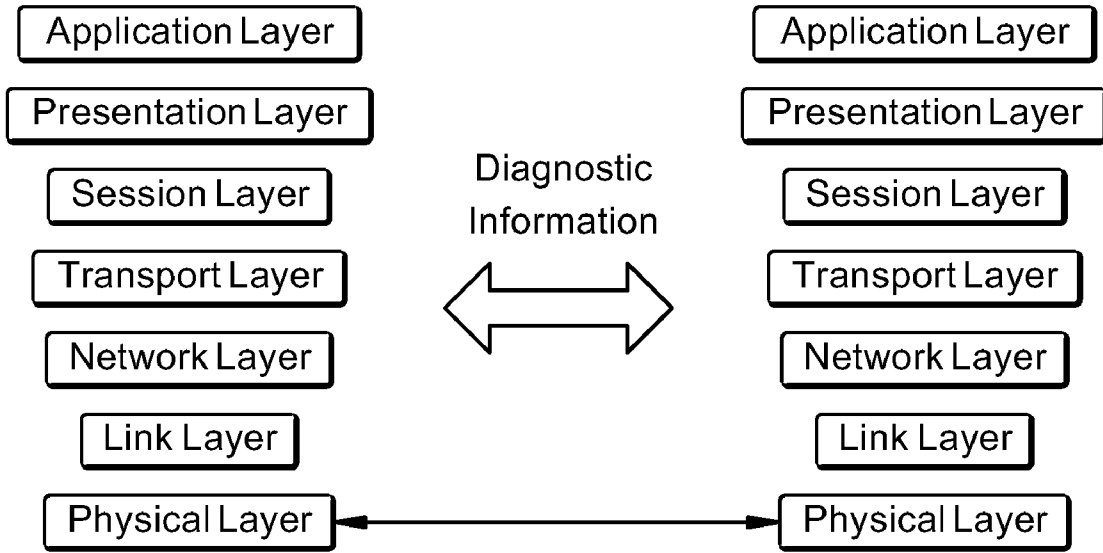 Application Layer
Presentation Layer
Session Layer
Transport Layer
Network Layer
Link Layer
Physical Layer
Diagnostic
Information
Application Layer
Presentation Layer
Session Layer
Transport Layer
Network Layer
Link Layer
Physical Layer